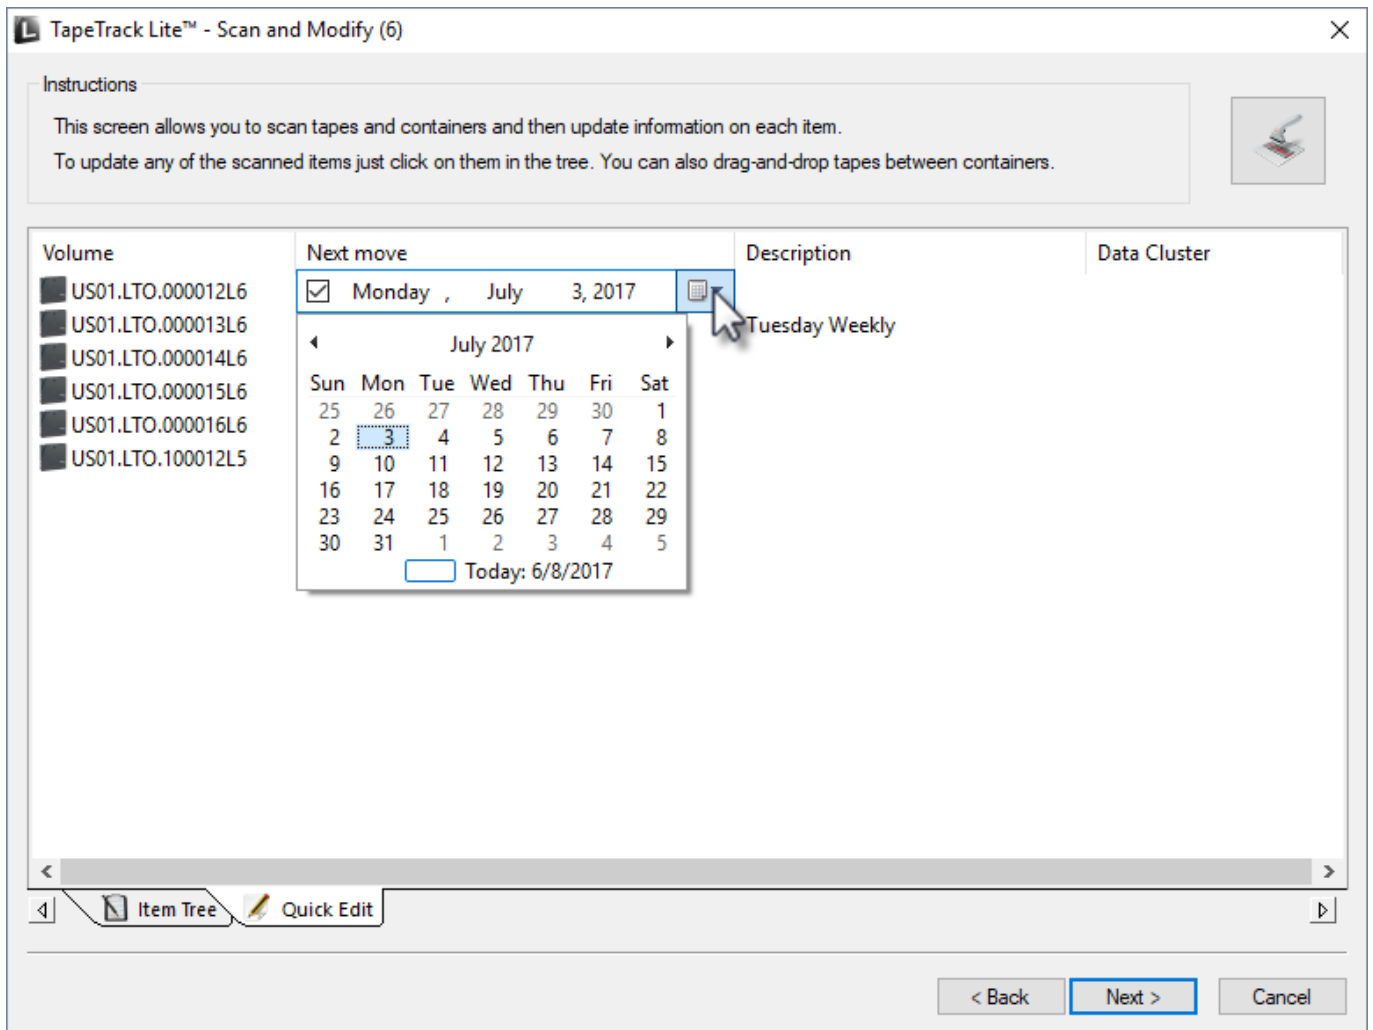 TapeTrack Lite™ - Scan and Modify (6)
Instructions
This screen allows you to scan tapes and containers and then update information on each item.
To update any of the scanned items just click on them in the tree. You can also drag-and-drop tapes between containers.
Volume Next move Description Data Cluster
US01.LTO.000012L6 Monday , July 3, 2017
US01.LTO.000013L6 Tuesday Weekly
US01.LTO.000014L6
US01.LTO.000015L6
US01.LTO.000016L6
US01.LTO.100012L5
July 2017
Sun Mon Tue Wed Thu Fri Sat
25 26 27 28 29 30 1
2 3 4 5 6 7 8
9 10 11 12 13 14 15
16 17 18 19 20 21 22
23 24 25 26 27 28 29
30 31 1 2 3 4 5
Today: 6/8/2017
Item Tree Quick Edit
< Back Next > Cancel